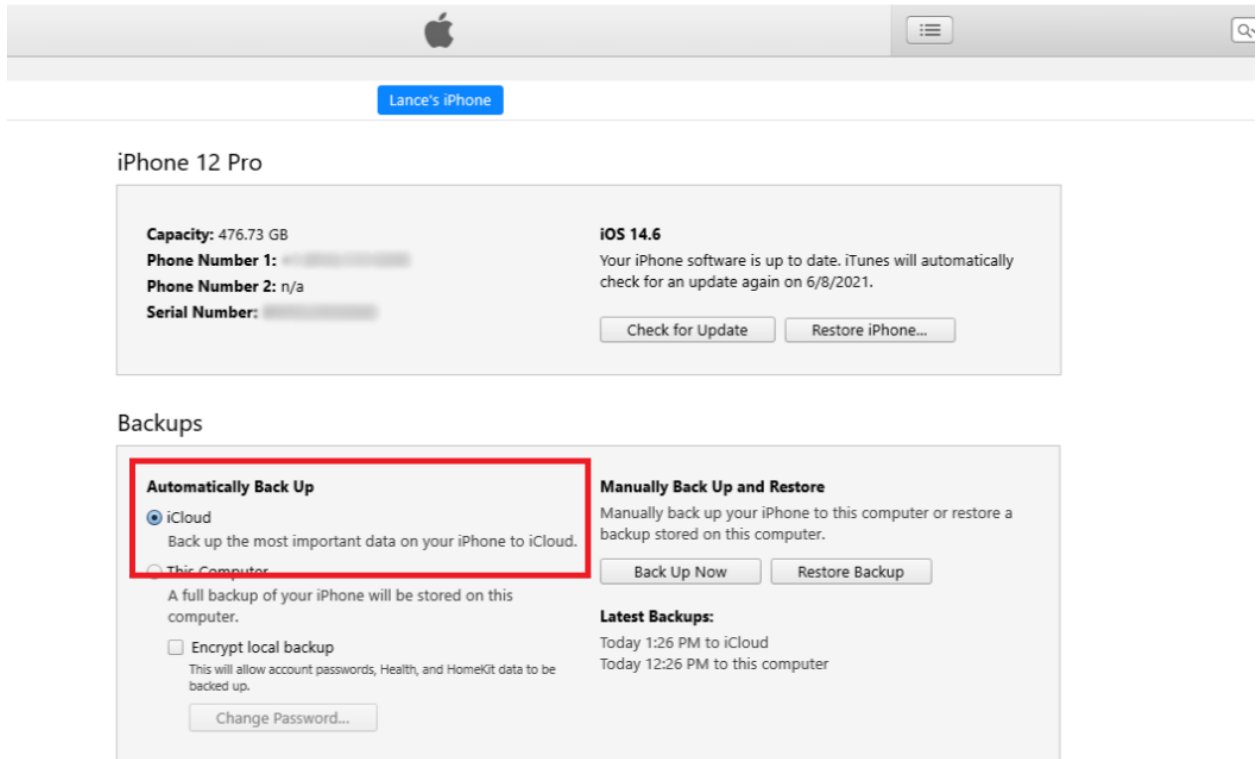 Lance's iPhone
iPhone 12 Pro
Capacity: 476.73 GB
Phone Number 1:
Phone Number 2: n/a
Serial Number:
iOS 14.6
Your iPhone software is up to date. iTunes will automatically
check for an update again on 6/8/2021.
Check for Update
Restore iPhone...
Backups
Automatically Back Up
iCloud
Back up the most important data on your iPhone to iCloud.
This Computer
A full backup of your iPhone will be stored on this
computer.
Encrypt local backup
This will allow account passwords, Health, and HomeKit data to be
backed up.
Change Password...
Manually Back Up and Restore
Manually back up your iPhone to this computer or restore a
backup stored on this computer.
Back Up Now
Restore Backup
Latest Backups:
Today 1:26 PM to iCloud
Today 12:26 PM to this computer